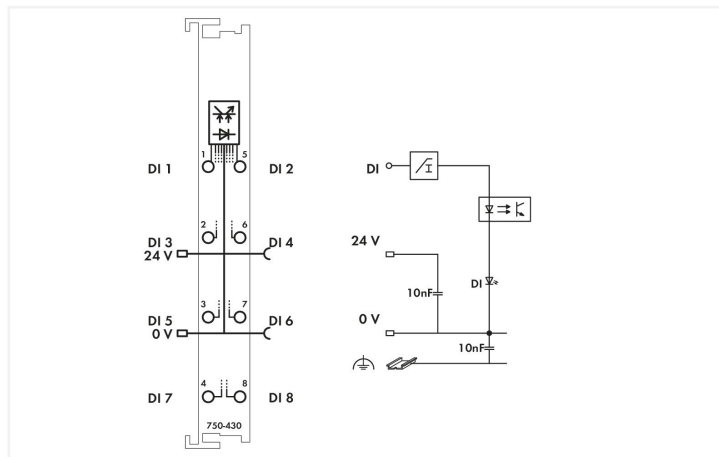 1 5
DI 1 DI 2 DI
2 6
DI 3 DI 4 24 V
24 V
DI
10nF
3 7
DI 5 DI 6 0 V
0 V
10nF
4 8
DI 7 DI 8
750-430